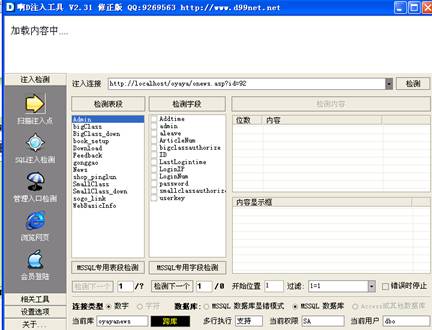 啊D注入工具 V2.31 修正版 QQ:9269563 http://www.d99net.net
加载内容中....
注入检测
扫描注入点
SQL注入检测
管理入口检测
浏览网页
会员登陆
相关工具
设置选项
关于...
注入连接 http://localhost/oyaya/onews.asp?id=92 检测
检测表段
Admin
bigClass
BigClass_down
book_setup
Download
Feedback
gonggao
News
shop_pinglun
SmallClass
SmallClass_down
sogo_link
WebBasicInfo
检测字段
Addtime
admin
aleave
ArticleNum
bigclassauthorize
ID
LastLogintime
LoginIP
LoginNum
password
smallclassauthorize
userkey
检测内容
位数 内容
内容显示框
MSSQL专用表段检测 MSSQL专用字段检测
检测下一个 1 /? 检测下一个 1 /0 开始位置 1 过滤: 1=1 错误时停止
连接类型 数字 字符 数据库: MSSQL 数据库显错模式 MSSQL 数据库 Access或其他数据库
当前库 oyayanews 跨库 多行执行 支持 当前权限 SA 当前用户 dbo